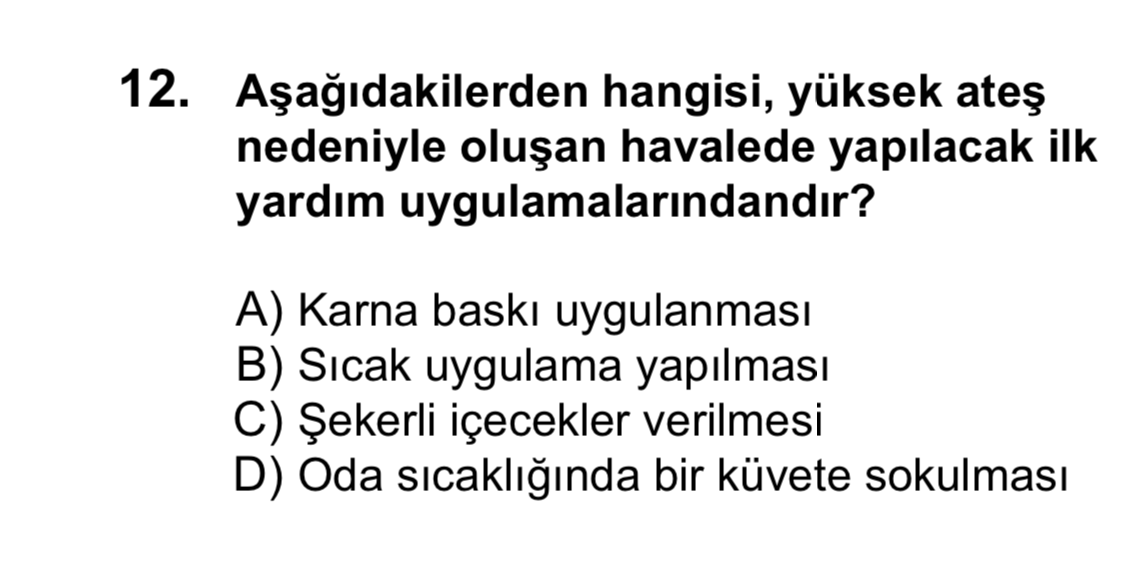 12. Aşağıdakilerden hangisi, yüksek ateş
nedeniyle oluşan havalede yapılacak ilk
yardım uygulamalarındandır?
A) Karna baskı uygulanması
B) Sıcak uygulama yapılması
C) Şekerli içecekler verilmesi
D) Oda sıcaklığında bir küvete sokulması